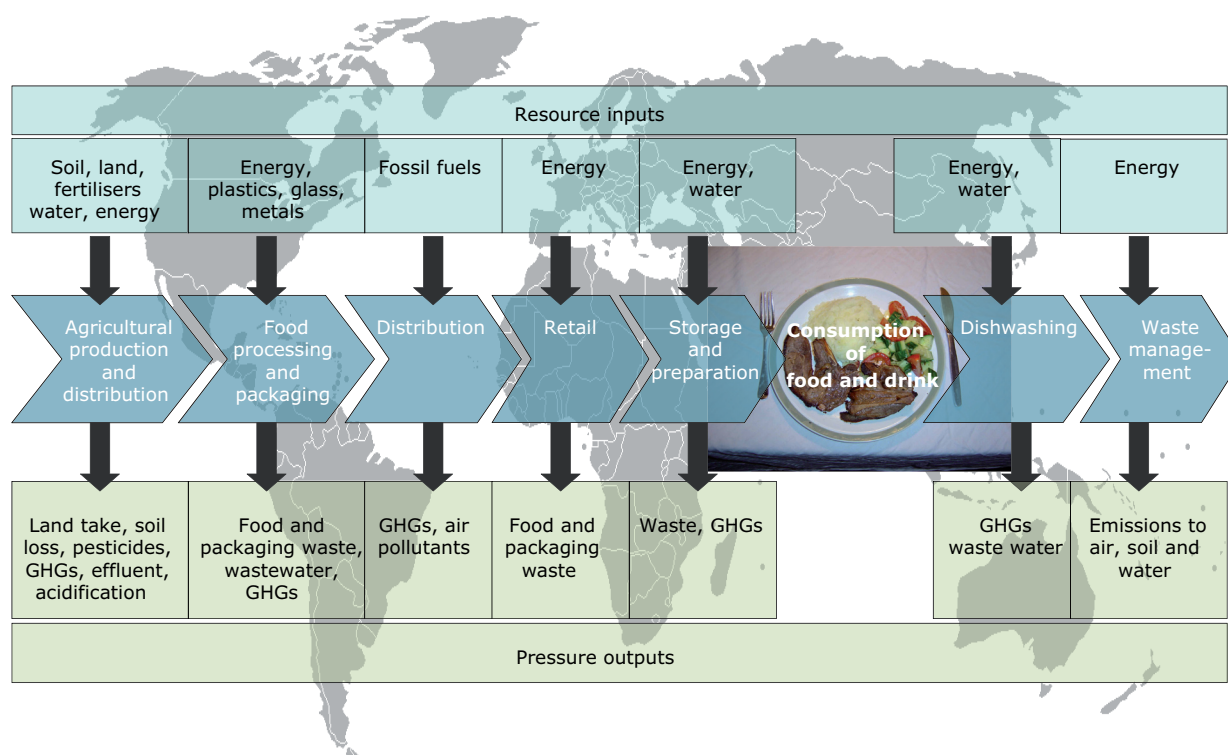 Resource inputs
Soil, land,
fertilisers
water, energy
Energy,
plastics, glass,
metals
Fossil fuels
Energy
Energy,
water
Energy,
water
Energy
Agricultural
production
and
distribution
Food
processing
and
packaging
Distribution
Retail
Storage
and
preparation
Consumption
of
food and drink
Dishwashing
Waste
manage-
ment
Land take, soil
loss, pesticides,
GHGs, effluent,
acidification
Food and
packaging waste,
wastewater,
GHGs
GHGs, air
pollutants
Food and
packaging
waste
Waste, GHGs
GHGs
waste water
Emissions to
air, soil and
water
Pressure outputs